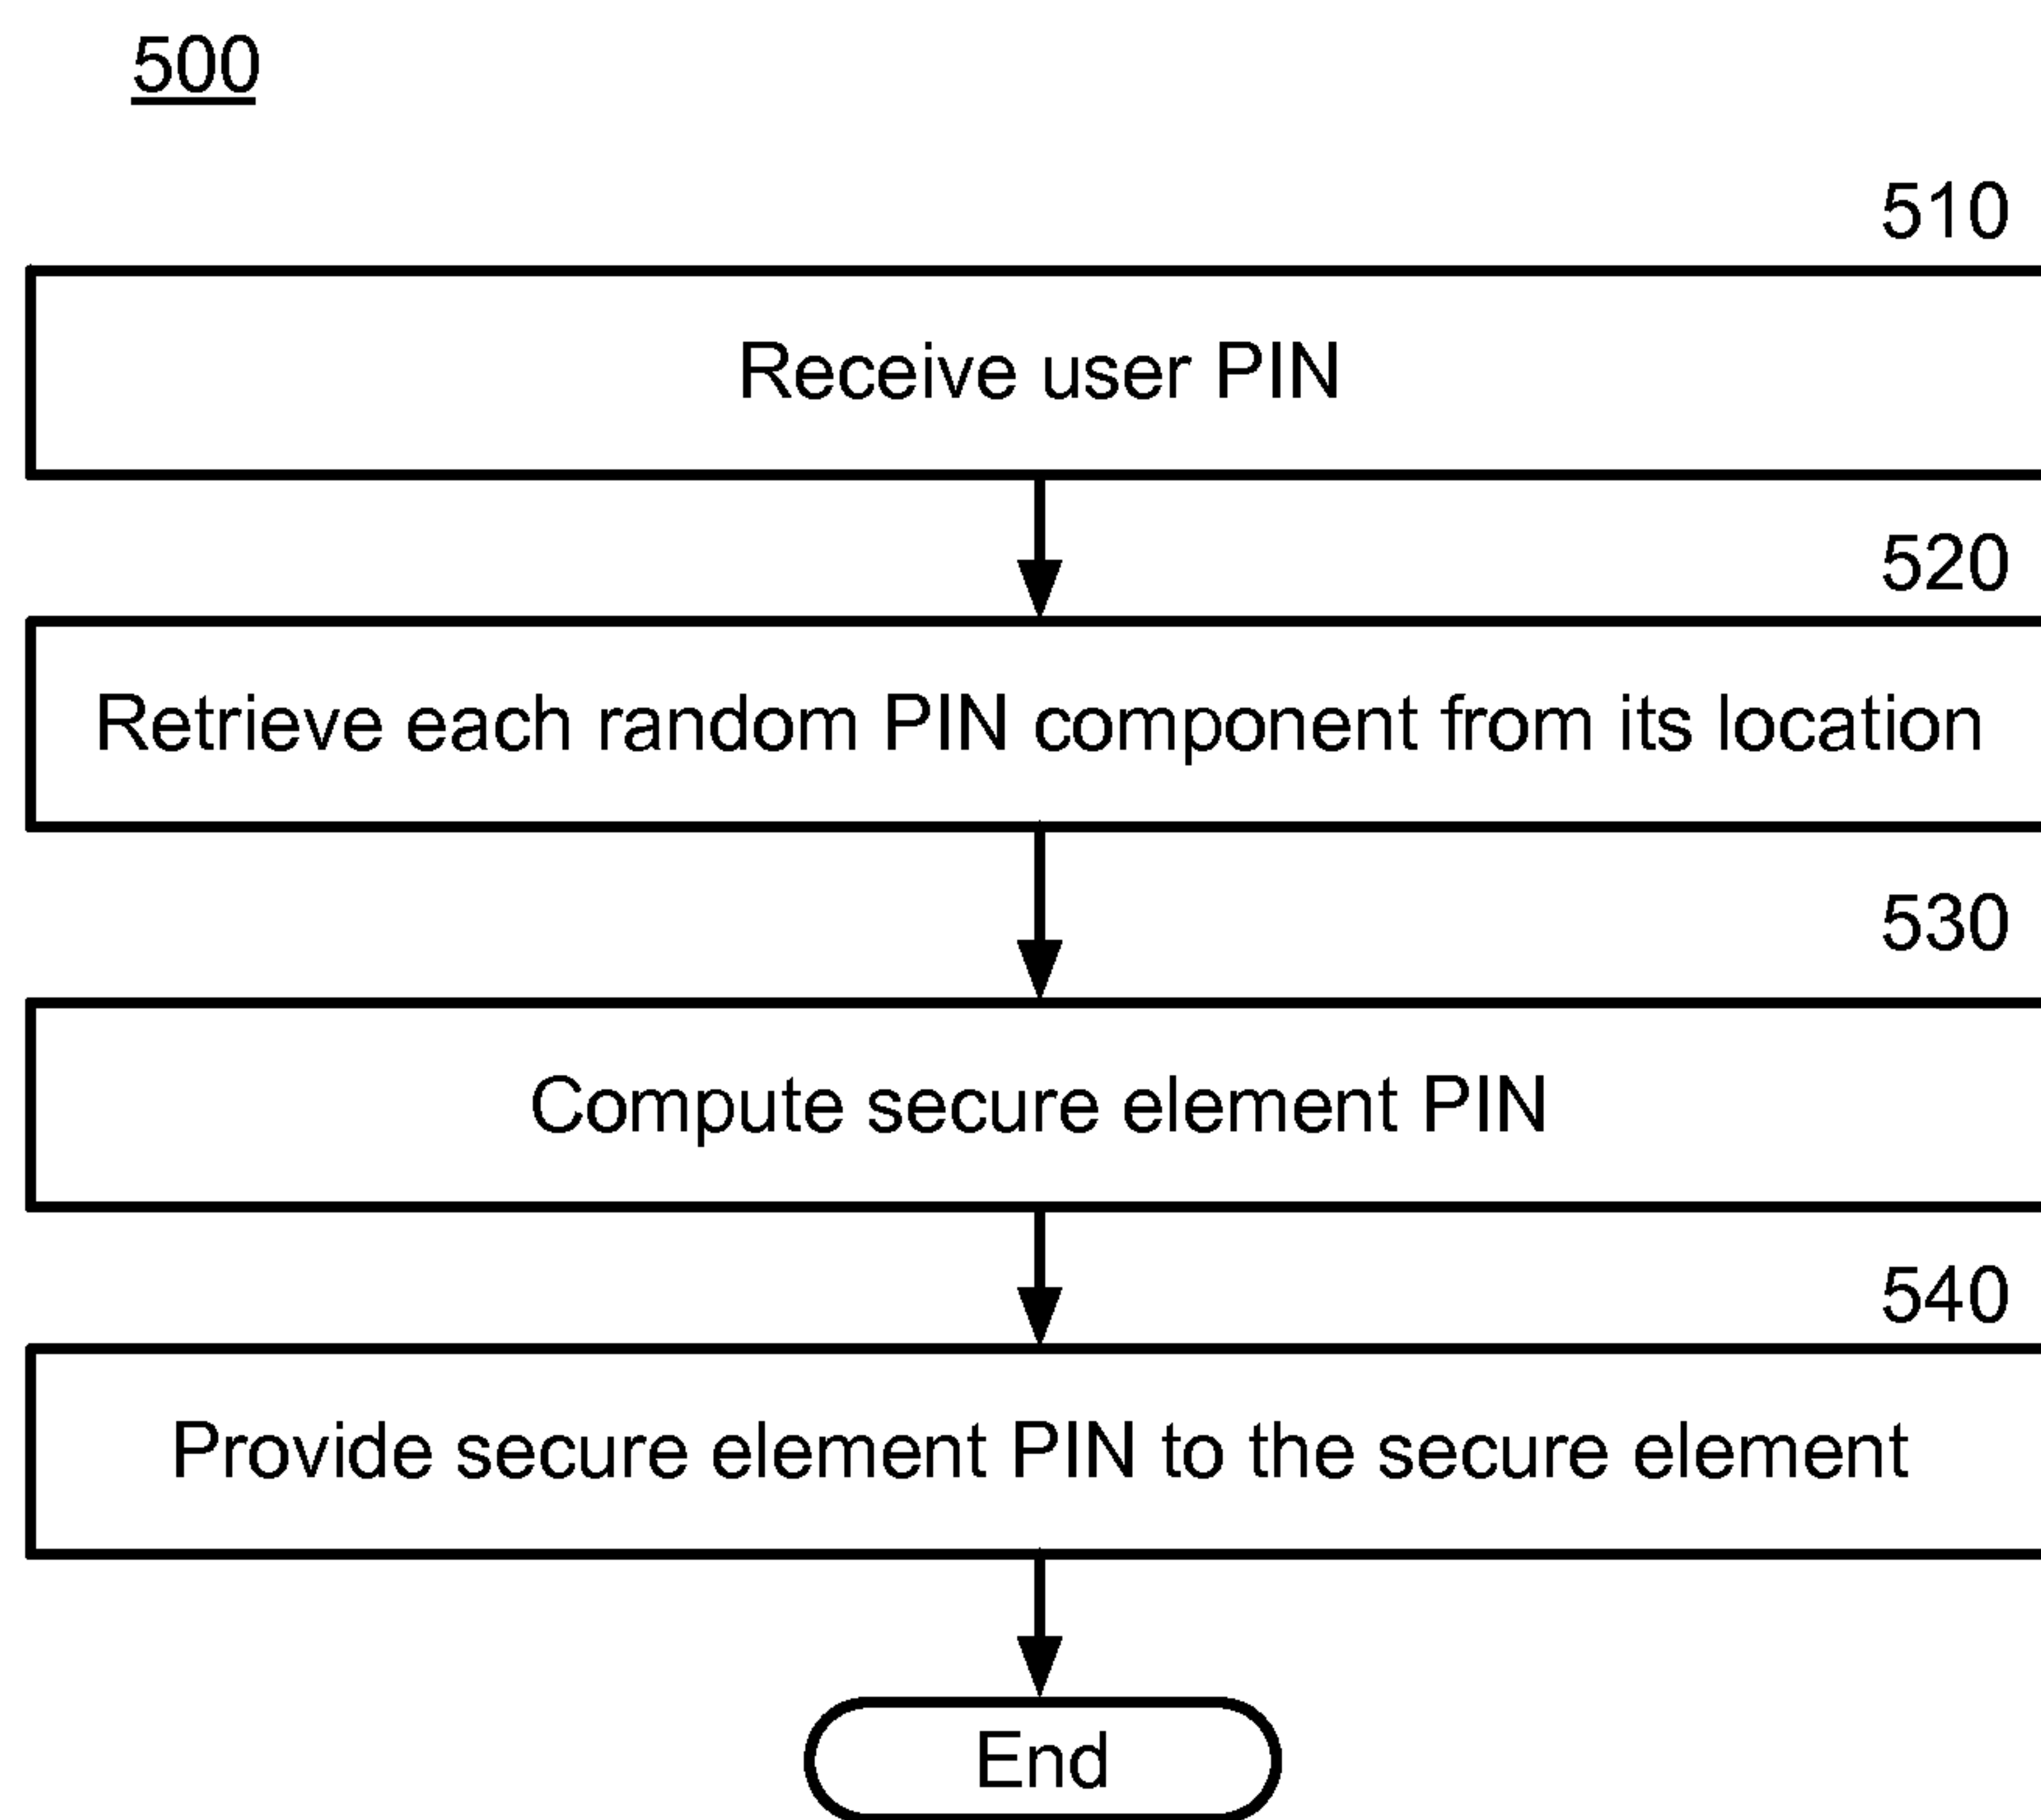 500
510
Receive user PIN
520
Retrieve each random PIN component from its location
530
Compute secure element PIN
540
Provide secure element PIN to the secure element
End